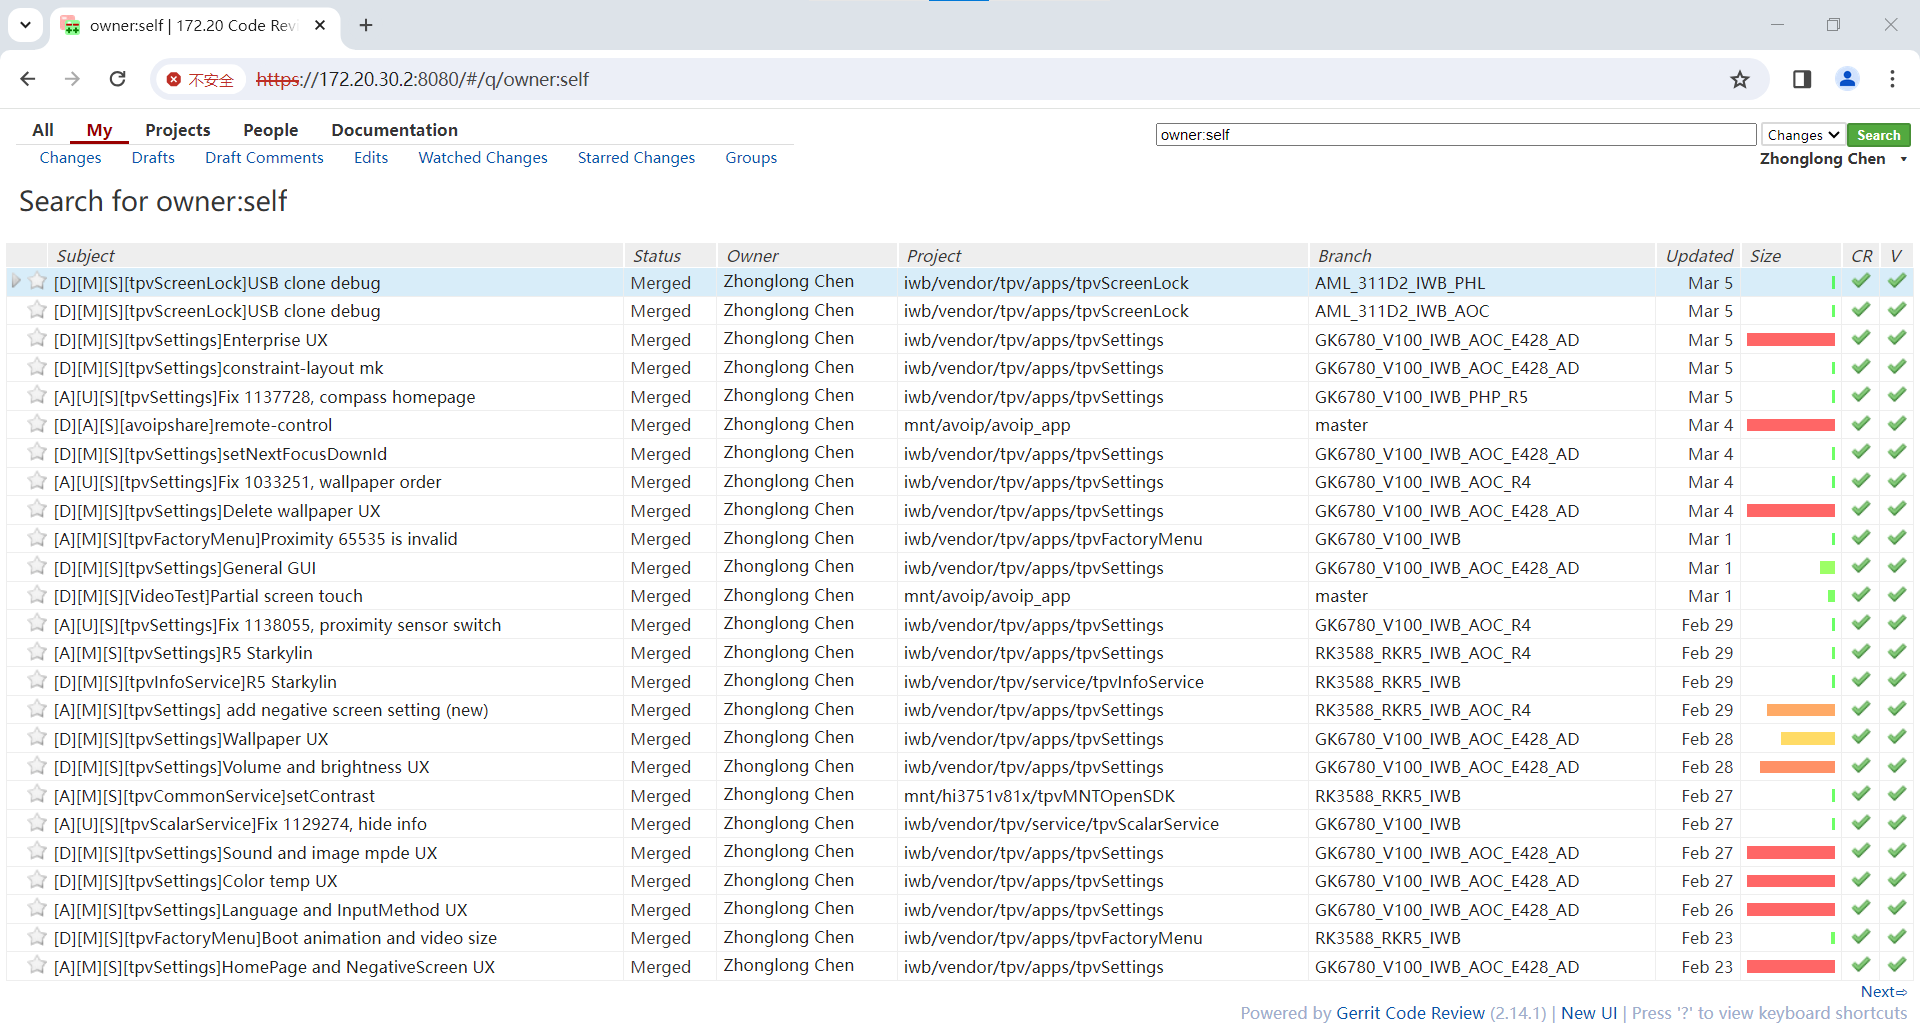 owner:self | 172.20 Code Rev
不安全 https://172.20.30.2:8080/#/q/owner:self
All My Projects People Documentation
owner:self Changes Search
Changes Drafts Draft Comments Edits Watched Changes Starred Changes Groups
Zhonglong Chen
Search for owner:self
Subject Status Owner Project Branch Updated Size CR V
[D][M][S][tpvScreenLock]USB clone debug Merged Zhonglong Chen iwb/vendor/tpv/apps/tpvScreenLock AML_311D2_IWB_PHL Mar 5
[D][M][S][tpvScreenLock]USB clone debug Merged Zhonglong Chen iwb/vendor/tpv/apps/tpvScreenLock AML_311D2_IWB_AOC Mar 5
[D][M][S][tpvSettings]Enterprise UX Merged Zhonglong Chen iwb/vendor/tpv/apps/tpvSettings GK6780_V100_IWB_AOC_E428_AD Mar 5
[D][M][S][tpvSettings]constraint-layout mk Merged Zhonglong Chen iwb/vendor/tpv/apps/tpvSettings GK6780_V100_IWB_AOC_E428_AD Mar 5
[A][U][S][tpvSettings]Fix 1137728, compass homepage Merged Zhonglong Chen iwb/vendor/tpv/apps/tpvSettings GK6780_V100_IWB_PHP_R5 Mar 5
[D][A][S][avoipshare]remote-control Merged Zhonglong Chen mnt/avoip/avoip_app master Mar 4
[D][M][S][tpvSettings]setNextFocusDownId Merged Zhonglong Chen iwb/vendor/tpv/apps/tpvSettings GK6780_V100_IWB_AOC_E428_AD Mar 4
[A][U][S][tpvSettings]Fix 1033251, wallpaper order Merged Zhonglong Chen iwb/vendor/tpv/apps/tpvSettings GK6780_V100_IWB_AOC_R4 Mar 4
[D][M][S][tpvSettings]Delete wallpaper UX Merged Zhonglong Chen iwb/vendor/tpv/apps/tpvSettings GK6780_V100_IWB_AOC_E428_AD Mar 4
[A][M][S][tpvFactoryMenu]Proximity 65535 is invalid Merged Zhonglong Chen iwb/vendor/tpv/apps/tpvFactoryMenu GK6780_V100_IWB Mar 1
[D][M][S][tpvSettings]General GUI Merged Zhonglong Chen iwb/vendor/tpv/apps/tpvSettings GK6780_V100_IWB_AOC_E428_AD Mar 1
[D][M][S][VideoTest]Partial screen touch Merged Zhonglong Chen mnt/avoip/avoip_app master Mar 1
[A][U][S][tpvSettings]Fix 1138055, proximity sensor switch Merged Zhonglong Chen iwb/vendor/tpv/apps/tpvSettings GK6780_V100_IWB_AOC_R4 Feb 29
[A][M][S][tpvSettings]R5 Starkylin Merged Zhonglong Chen iwb/vendor/tpv/apps/tpvSettings RK3588_RKR5_IWB_AOC_R4 Feb 29
[D][M][S][tpvInfoService]R5 Starkylin Merged Zhonglong Chen iwb/vendor/tpv/service/tpvInfoService RK3588_RKR5_IWB Feb 29
[A][M][S][tpvSettings] add negative screen setting (new) Merged Zhonglong Chen iwb/vendor/tpv/apps/tpvSettings RK3588_RKR5_IWB_AOC_R4 Feb 29
[D][M][S][tpvSettings]Wallpaper UX Merged Zhonglong Chen iwb/vendor/tpv/apps/tpvSettings GK6780_V100_IWB_AOC_E428_AD Feb 28
[D][M][S][tpvSettings]Volume and brightness UX Merged Zhonglong Chen iwb/vendor/tpv/apps/tpvSettings GK6780_V100_IWB_AOC_E428_AD Feb 28
[A][M][S][tpvCommonService]setContrast Merged Zhonglong Chen mnt/hi3751v81x/tpvMNTOpenSDK RK3588_RKR5_IWB Feb 27
[A][U][S][tpvScalarService]Fix 1129274, hide info Merged Zhonglong Chen iwb/vendor/tpv/service/tpvScalarService GK6780_V100_IWB Feb 27
[D][M][S][tpvSettings]Sound and image mpde UX Merged Zhonglong Chen iwb/vendor/tpv/apps/tpvSettings GK6780_V100_IWB_AOC_E428_AD Feb 27
[D][M][S][tpvSettings]Color temp UX Merged Zhonglong Chen iwb/vendor/tpv/apps/tpvSettings GK6780_V100_IWB_AOC_E428_AD Feb 27
[A][M][S][tpvSettings]Language and InputMethod UX Merged Zhonglong Chen iwb/vendor/tpv/apps/tpvSettings GK6780_V100_IWB_AOC_E428_AD Feb 26
[D][M][S][tpvFactoryMenu]Boot animation and video size Merged Zhonglong Chen iwb/vendor/tpv/apps/tpvFactoryMenu RK3588_RKR5_IWB Feb 23
[A][M][S][tpvSettings]HomePage and NegativeScreen UX Merged Zhonglong Chen iwb/vendor/tpv/apps/tpvSettings GK6780_V100_IWB_AOC_E428_AD Feb 23
Next⇨
Powered by Gerrit Code Review (2.14.1) | New UI | Press '?' to view keyboard shortcuts